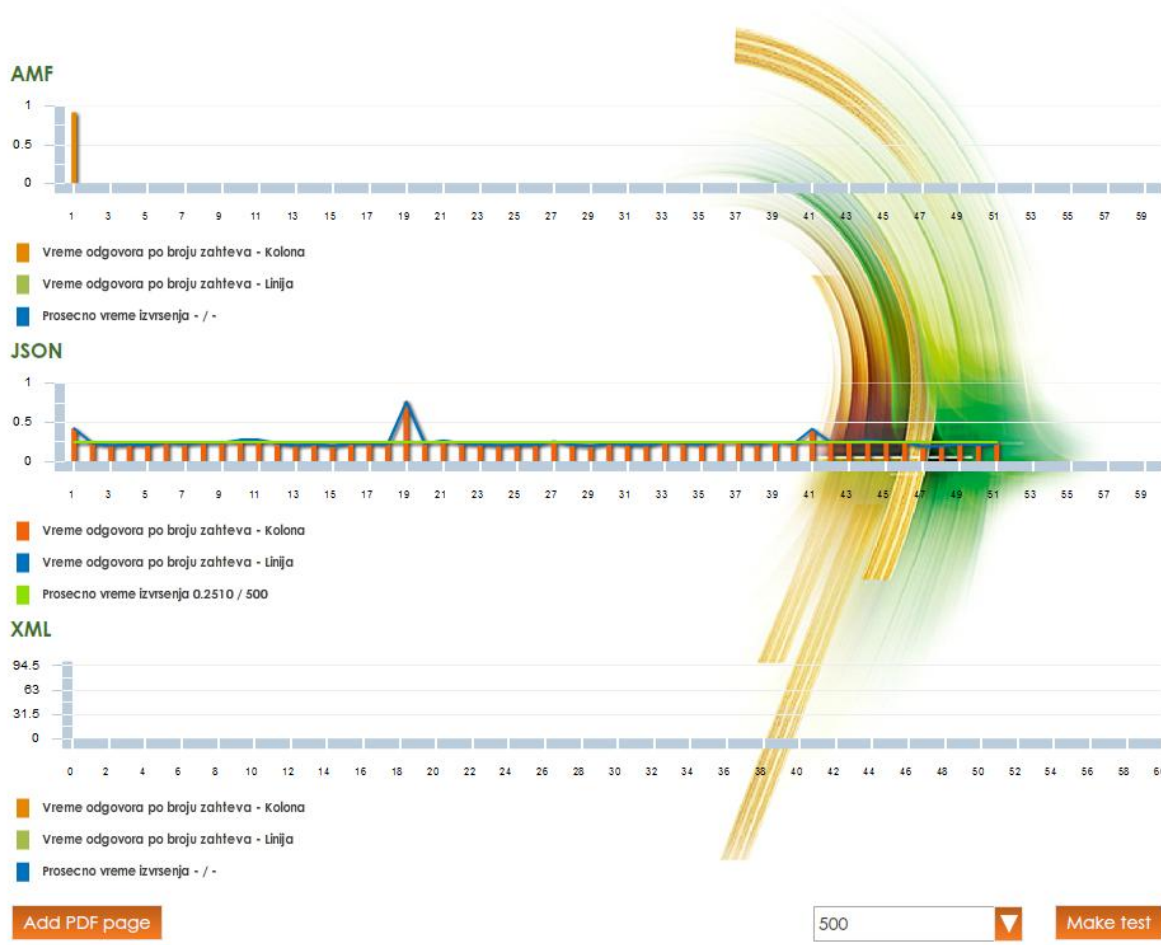 AMF
1
0.5
0
1 3 5 7 9 11 13 15 17 19 21 23 25 27 29 31 33 35 37 39 41 43 45 47 49 51 53 55 57 59
Vreme odgovora po broju zahteva - Kolona
Vreme odgovora po broju zahteva - Linija
Prosecno vreme izvrsenja - / -
JSON
1
0.5
0
1 3 5 7 9 11 13 15 17 19 21 23 25 27 29 31 33 35 37 39 41 43 45 47 49 51 53 55 57 59
Vreme odgovora po broju zahteva - Kolona
Vreme odgovora po broju zahteva - Linija
Prosecno vreme izvrsenja 0.2510 / 500
XML
94.5
63
31.5
0
0 2 4 6 8 10 12 14 16 18 20 22 24 26 28 30 32 34 36 38 40 42 44 46 48 50 52 54 56 58
Vreme odgovora po broju zahteva - Kolona
Vreme odgovora po broju zahteva - Linija
Prosecno vreme izvrsenja - / -
Add PDF page 500 Make test